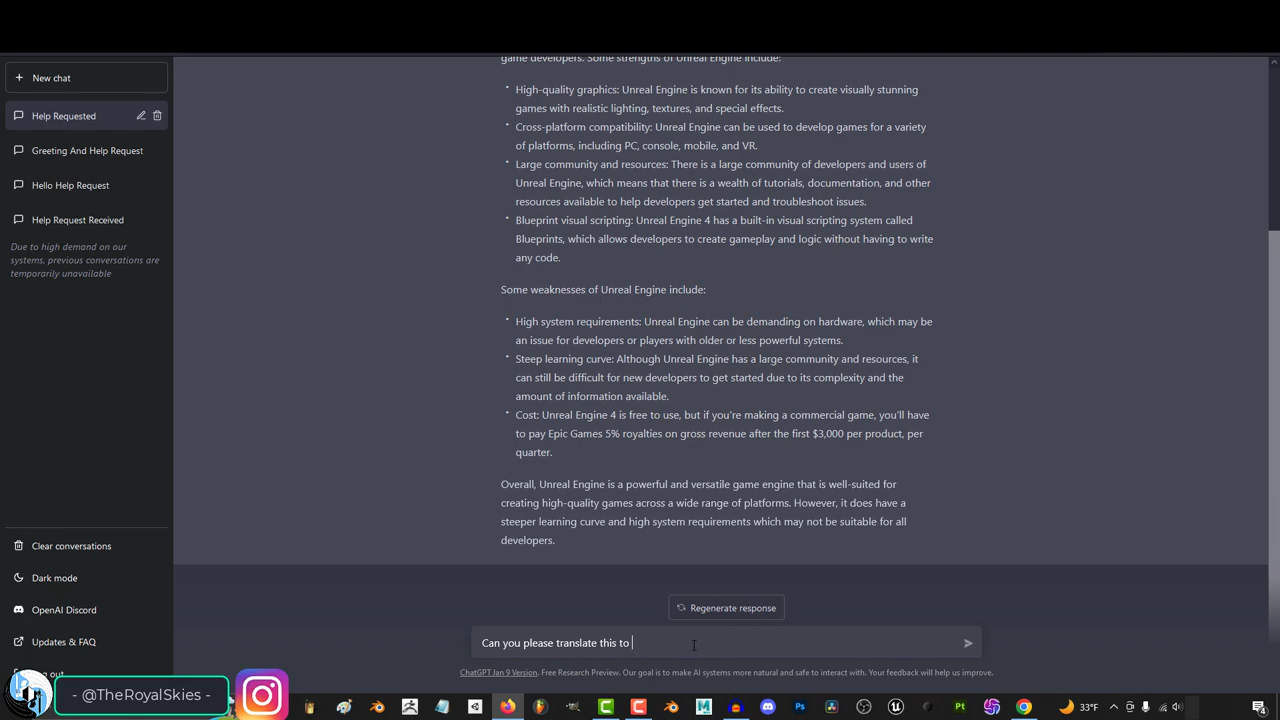 New chat
Help Requested
Greeting And Help Request
Hello Help Request
Help Request Received
Due to high demand on our
systems, previous conversations are
temporarily unavailable
game developers. Some strengths of Unreal Engine include:
• High-quality graphics: Unreal Engine is known for its ability to create visually stunning
games with realistic lighting, textures, and special effects.
• Cross-platform compatibility: Unreal Engine can be used to develop games for a variety
of platforms, including PC, console, mobile, and VR.
• Large community and resources: There is a large community of developers and users of
Unreal Engine, which means that there is a wealth of tutorials, documentation, and other
resources available to help developers get started and troubleshoot issues.
• Blueprint visual scripting: Unreal Engine 4 has a built-in visual scripting system called
Blueprints, which allows developers to create gameplay and logic without having to write
any code.
Some weaknesses of Unreal Engine include:
• High system requirements: Unreal Engine can be demanding on hardware, which may be
an issue for developers or players with older or less powerful systems.
• Steep learning curve: Although Unreal Engine has a large community and resources, it
can still be difficult for new developers to get started due to its complexity and the
amount of information available.
• Cost: Unreal Engine 4 is free to use, but if you're making a commercial game, you'll have
to pay Epic Games 5% royalties on gross revenue after the first $3,000 per product, per
quarter.
Overall, Unreal Engine is a powerful and versatile game engine that is well-suited for
creating high-quality games across a wide range of platforms. However, it does have a
steeper learning curve and high system requirements which may not be suitable for all
developers.
Clear conversations
Dark mode
OpenAI Discord
Updates & FAQ
out
Regenerate response
Can you please translate this to
ChatGPT Jan 9 Version. Free Research Preview. Our goal is to make AI systems more natural and safe to interact with. Your feedback will help us improve.
- @TheRoyalSkies -
33°F